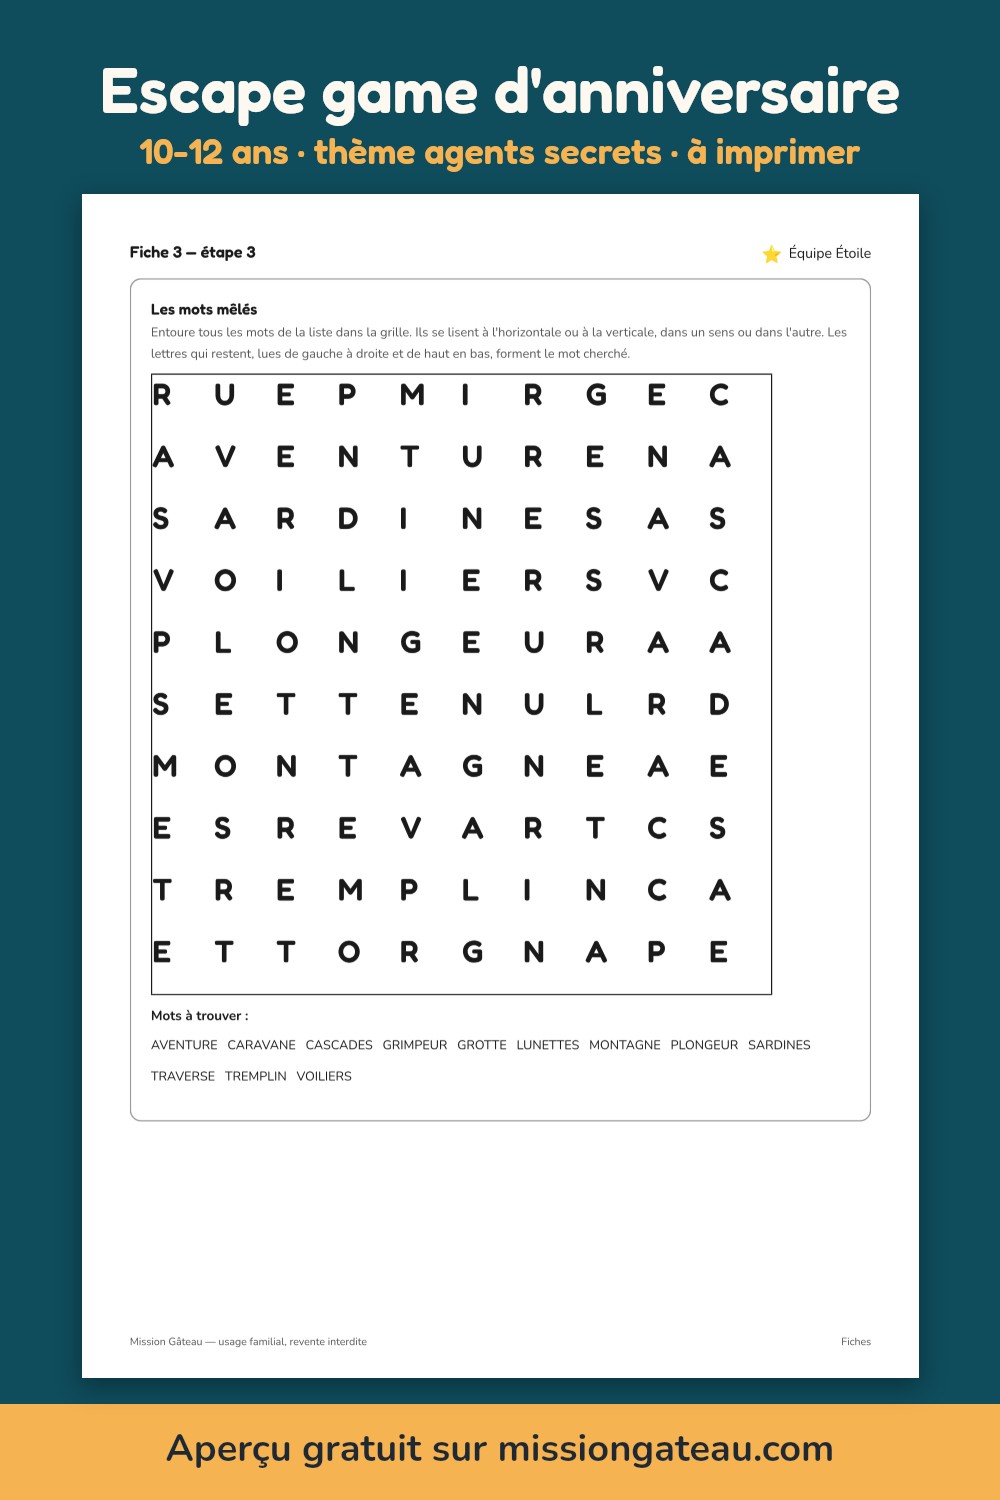 Escape game d'anniversaire
10-12 ans · thème agents secrets · à imprimer
Fiche 3 – étape 3
⭐ Équipe Étoile
Les mots mêlés
Entoure tous les mots de la liste dans la grille. Ils se lisent à l'horizontale ou à la verticale, dans un sens ou dans l'autre. Les
lettres qui restent, lues de gauche à droite et de haut en bas, forment le mot cherché.
R U E P M I R G E C
A V E N T U R E N A
S A R D I N E S A S
V O I L I E R S V C
P L O N G E U R A A
S E T T E N U L R D
M O N T A G N E A E
E S R E V A R T C S
T R E M P L I N C A
E T T O R G N A P E
Mots à trouver :
AVENTURE CARAVANE CASCADES GRIMPEUR GROTTE LUNETTES MONTAGNE PLONGEUR SARDINES
TRAVERSE TREMPLIN VOILIERS
Mission Gâteau — usage familial, revente interdite
Fiches
Aperçu gratuit sur missiongateau.com